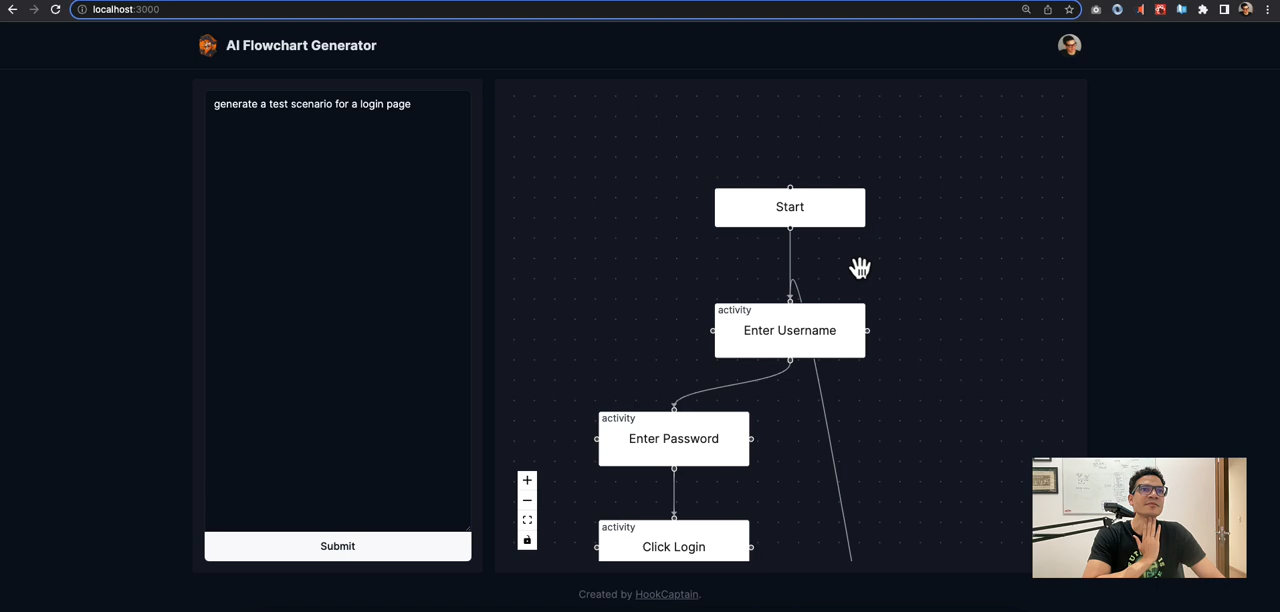 localhost:3000
AI Flowchart Generator
generate a test scenario for a login page
Submit
Start
activity
Enter Username
activity
Enter Password
activity
Click Login
Created by HookCaptain.